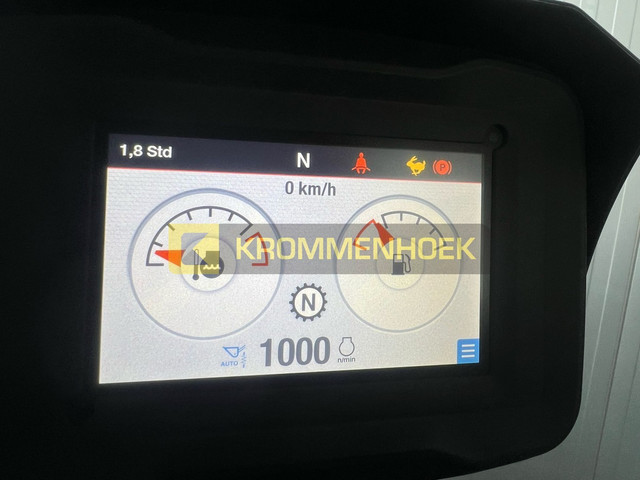 1,8 Std
N
P
0 km/h
KROMMENHOEK
N
AUTO
1000
n/min